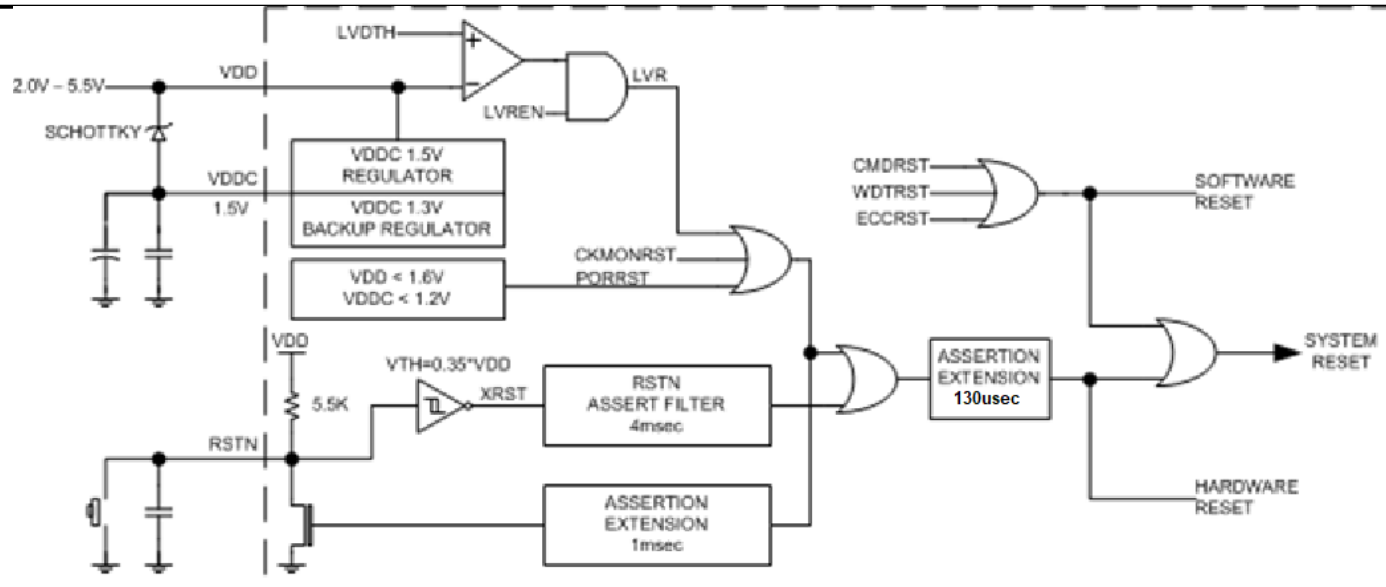 LVDTH
+
−
VDD
2.0V – 5.5V
LVR
LVREN
SCHOTTKY
VDDC 1.5V
REGULATOR
VDDC
1.5V
VDDC 1.3V
BACKUP REGULATOR
CMDRST
WDTRST
ECCRST
SOFTWARE
RESET
CKMONRST
PORRST
VDD < 1.6V
VDDC < 1.2V
VDD
VTH=0.35*VDD
5.5K
XRST
RSTN
ASSERT FILTER
4msec
ASSERTION
EXTENSION
130usec
SYSTEM
RESET
RSTN
ASSERTION
EXTENSION
1msec
HARDWARE
RESET